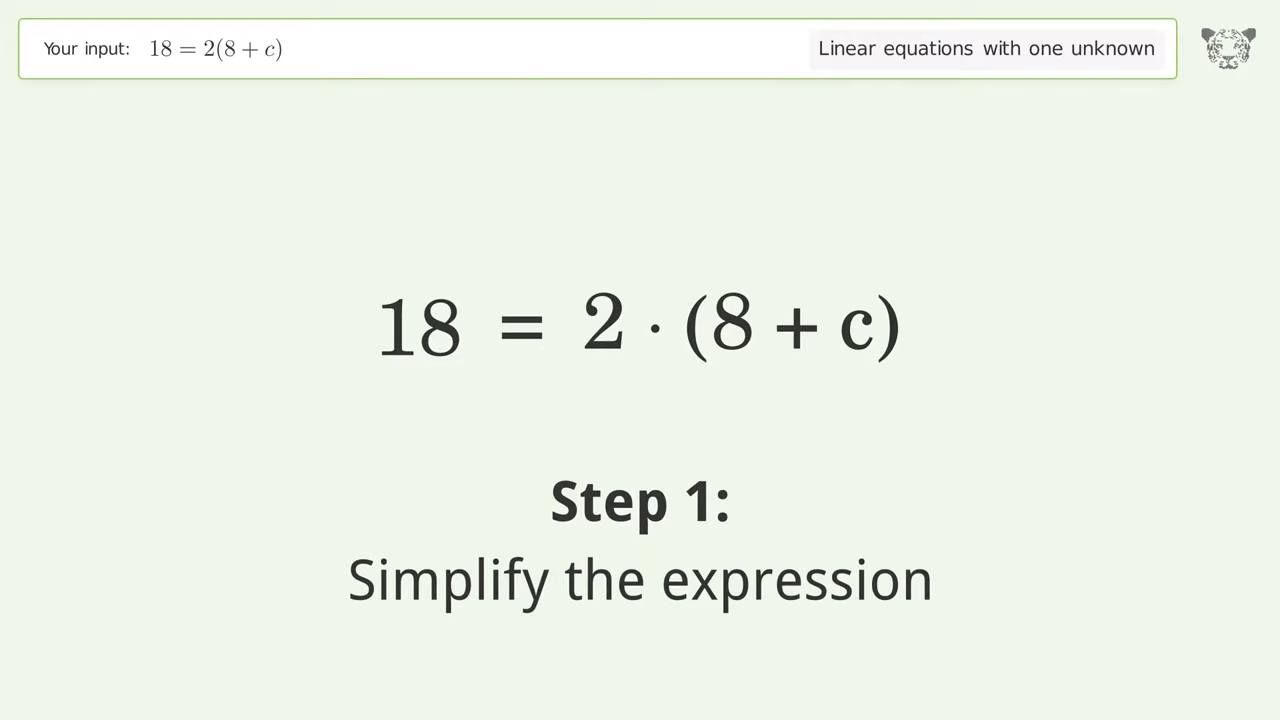 Your input: 18 = 2(8 + c) Linear equations with one unknown
18 = 2 · (8 + c)
Step 1:
Simplify the expression